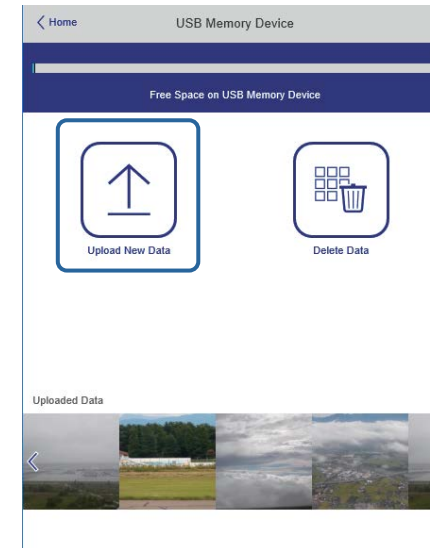 Home
USB Memory Device
Free Space on USB Memory Device
Upload New Data
Delete Data
Uploaded Data